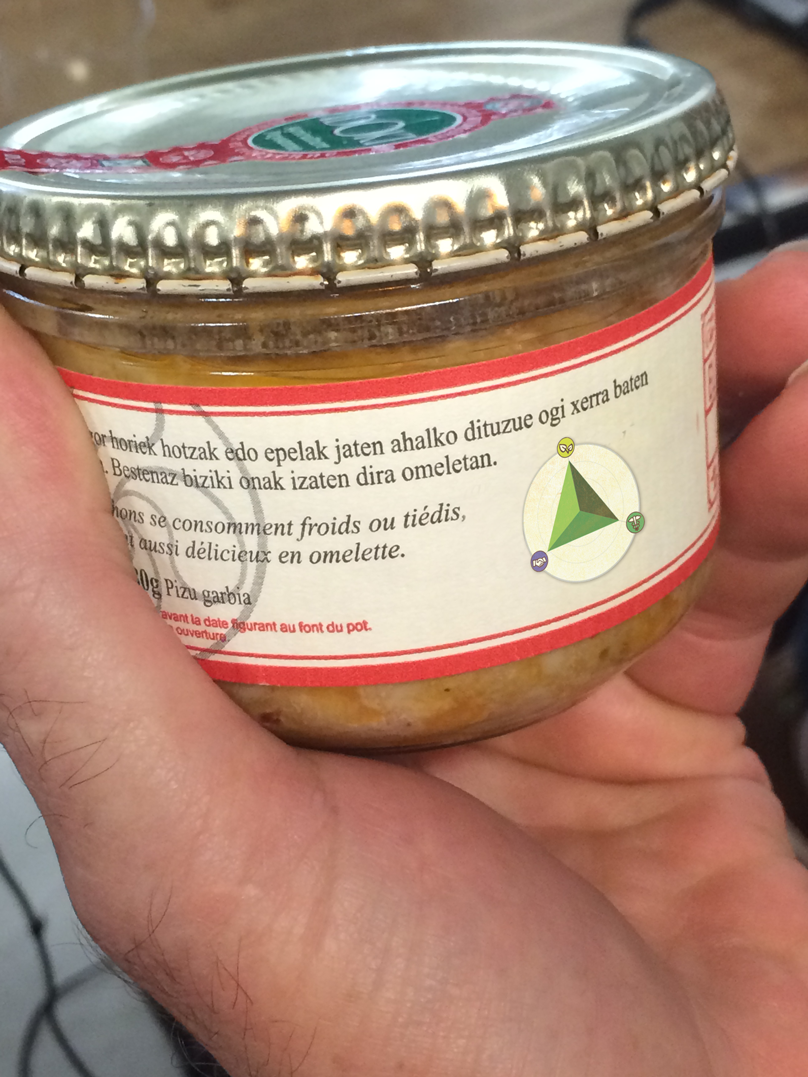 horiek hotzak edo epelak jaten ahalko dituzue ogi xerra baten
. Bestenaz biziki onak izaten dira omeletan.
hons se consomment froids ou tiédis,
aussi délicieux en omelette.
0g Pizu garbia
avant la date figurant au font du pot.
ouverture.